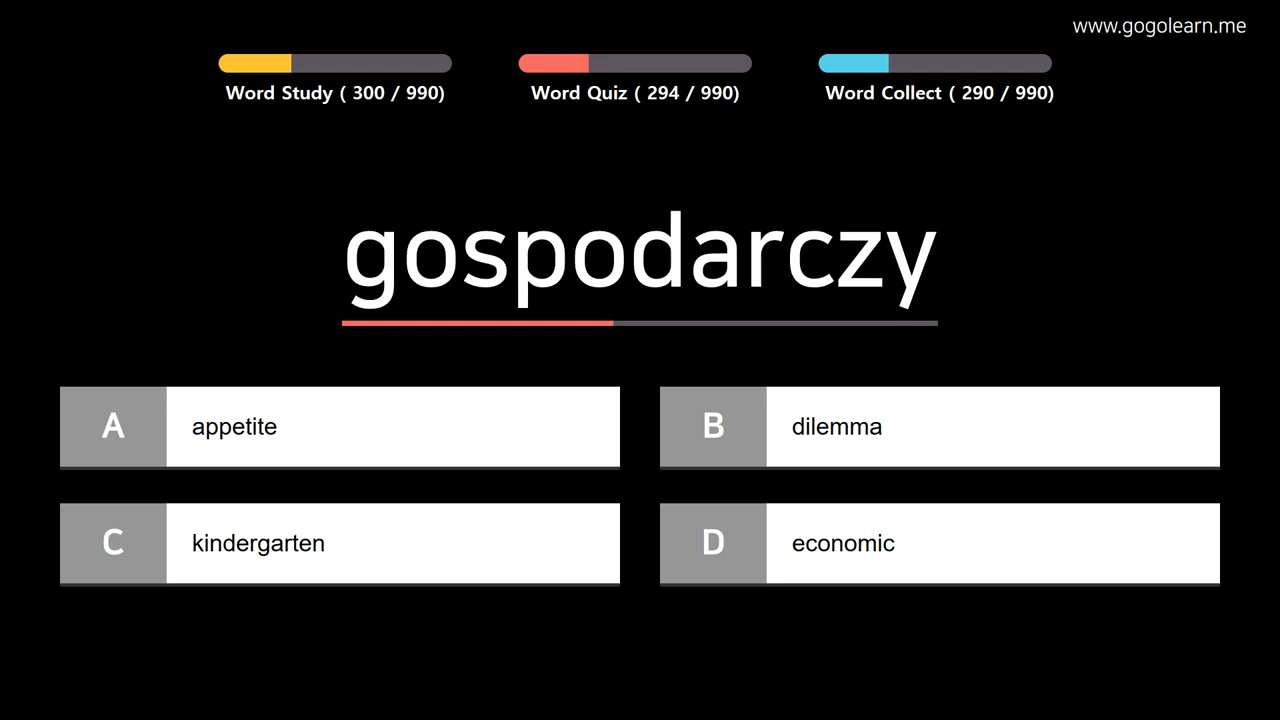 www.gogolearn.me
Word Study ( 300 / 990)
Word Quiz ( 294 / 990)
Word Collect ( 290 / 990)
gospodarczy
A appetite
B dilemma
C kindergarten
D economic